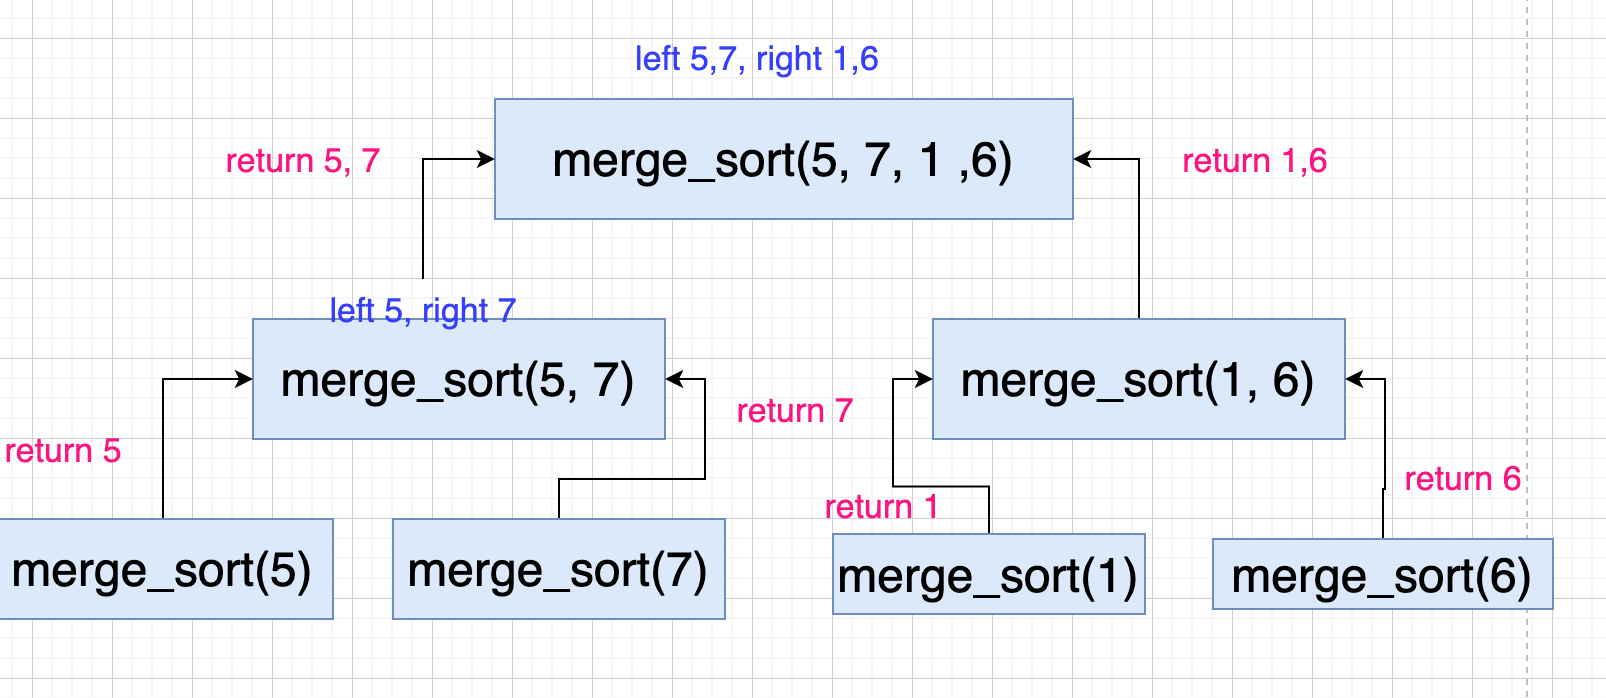 left 5,7, right 1,6
return 5, 7
merge_sort(5, 7, 1 ,6)
return 1,6
left 5, right 7
merge_sort(5, 7)
merge_sort(1, 6)
return 7
return 5
return 6
return 1
merge_sort(5)
merge_sort(7)
merge_sort(1)
merge_sort(6)